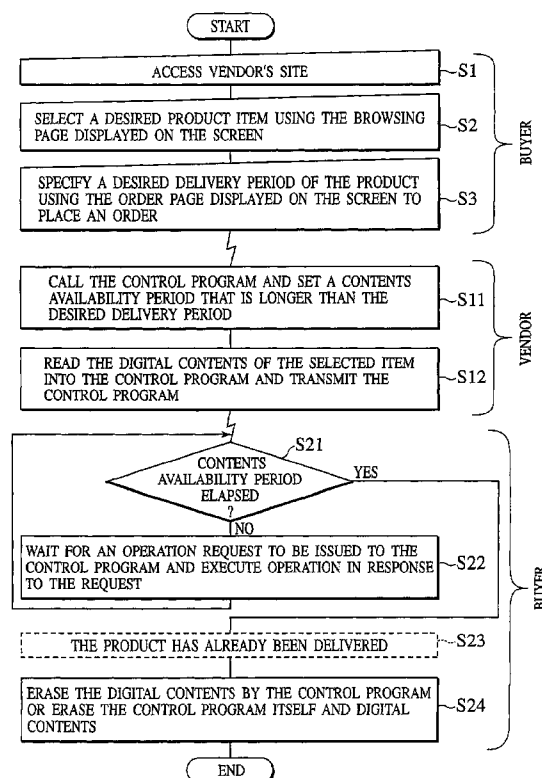 START
ACCESS VENDOR'S SITE
S1
SELECT A DESIRED PRODUCT ITEM USING THE BROWSING
PAGE DISPLAYED ON THE SCREEN
S2
SPECIFY A DESIRED DELIVERY PERIOD OF THE PRODUCT
USING THE ORDER PAGE DISPLAYED ON THE SCREEN TO
PLACE AN ORDER
S3
BUYER
CALL THE CONTROL PROGRAM AND SET A CONTENTS
AVAILABILITY PERIOD THAT IS LONGER THAN THE
DESIRED DELIVERY PERIOD
S11
READ THE DIGITAL CONTENTS OF THE SELECTED ITEM
INTO THE CONTROL PROGRAM AND TRANSMIT THE
CONTROL PROGRAM
S12
VENDOR
S21
CONTENTS
AVAILABILITY PERIOD
ELAPSED
?
YES
NO
WAIT FOR AN OPERATION REQUEST TO BE ISSUED TO THE
CONTROL PROGRAM AND EXECUTE OPERATION IN RESPONSE
TO THE REQUEST
S22
THE PRODUCT HAS ALREADY BEEN DELIVERED
S23
ERASE THE DIGITAL CONTENTS BY THE CONTROL PROGRAM
OR ERASE THE CONTROL PROGRAM ITSELF AND DIGITAL
CONTENTS
S24
BUYER
END